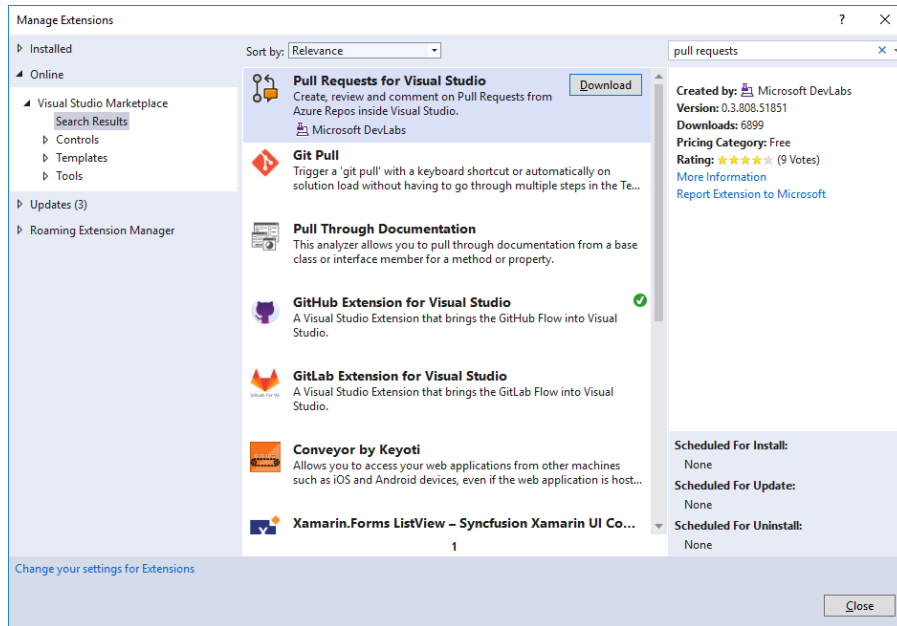 Manage Extensions
?
Installed
Online
Visual Studio Marketplace
Search Results
Controls
Templates
Tools
Updates (3)
Roaming Extension Manager
Sort by: Relevance
Pull Requests for Visual Studio
Download
Create, review and comment on Pull Requests from
Azure Repos inside Visual Studio.
Microsoft DevLabs
Git Pull
Trigger a 'git pull' with a keyboard shortcut or automatically on
solution load without having to go through multiple steps in the Te...
Pull Through Documentation
This analyzer allows you to pull through documentation from a base
class or interface member for a method or property.
GitHub Extension for Visual Studio
A Visual Studio Extension that brings the GitHub Flow into Visual
Studio.
GitLab Extension for Visual Studio
A Visual Studio Extension that brings the GitLab Flow into Visual
Studio.
Conveyor by Keyoti
Allows you to access your web applications from other machines
such as iOS and Android devices, even if the web application is host...
Xamarin.Forms ListView – Syncfusion Xamarin UI Co...
1
pull requests
Created by: Microsoft DevLabs
Version: 0.3.808.51851
Downloads: 6899
Pricing Category: Free
Rating: (9 Votes)
More Information
Report Extension to Microsoft
Scheduled For Install:
None
Scheduled For Update:
None
Scheduled For Uninstall:
None
Change your settings for Extensions
Close